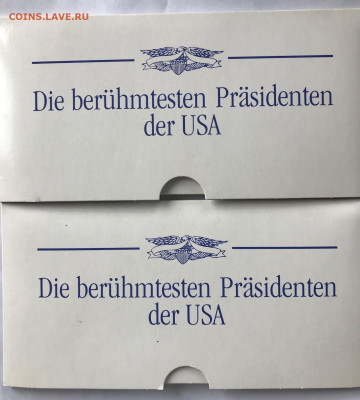 COINS.LAVE.RU
Die berühmtesten Präsidenten
der USA
Die berühmtesten Präsidenten
der USA